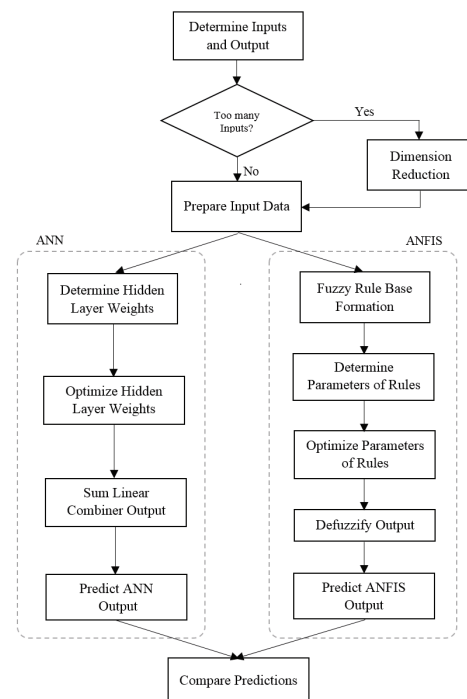 Determine Inputs
and Output
Too many
Inputs?
Yes
No
Dimension
Reduction
Prepare Input Data
ANN
ANFIS
Determine Hidden
Layer Weights
Optimize Hidden
Layer Weights
Sum Linear
Combiner Output
Predict ANN
Output
Fuzzy Rule Base
Formation
Determine
Parameters of Rules
Optimize Parameters
of Rules
Defuzzify Output
Predict ANFIS
Output
Compare Predictions